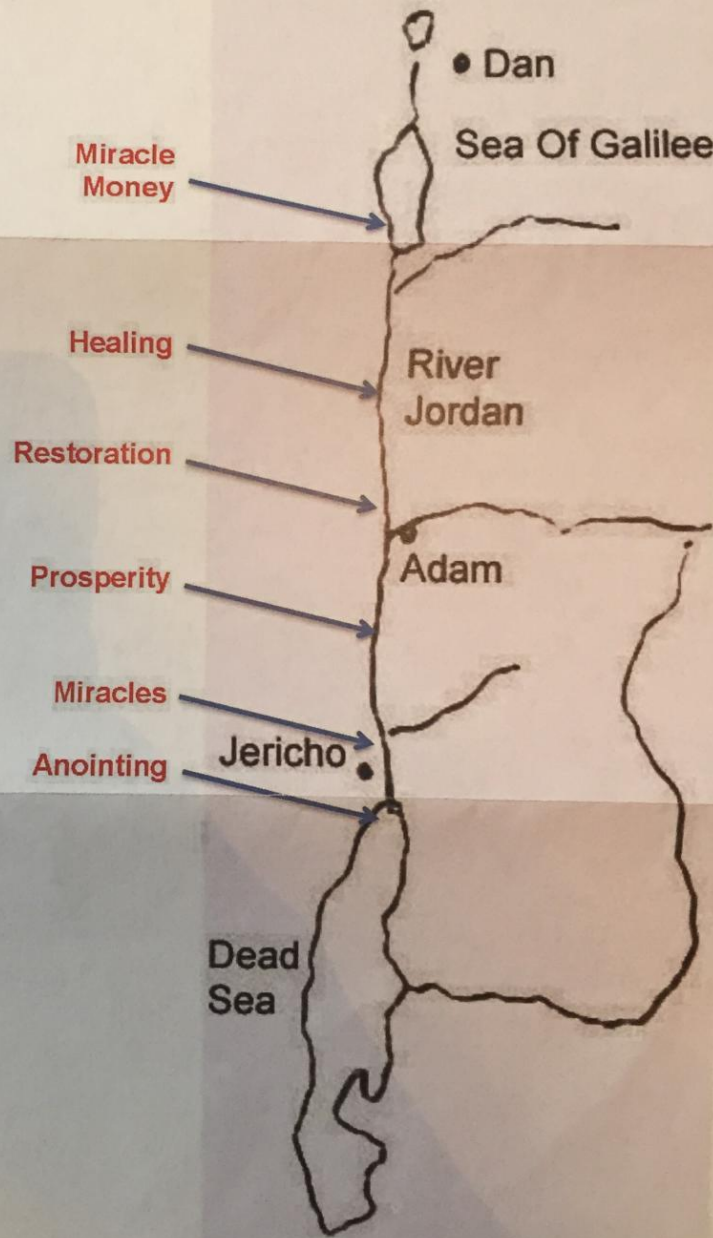 Dan
Sea Of Galilee
Miracle
Money
Healing
River
Jordan
Restoration
Adam
Prosperity
Miracles
Jericho
Anointing
Dead
Sea